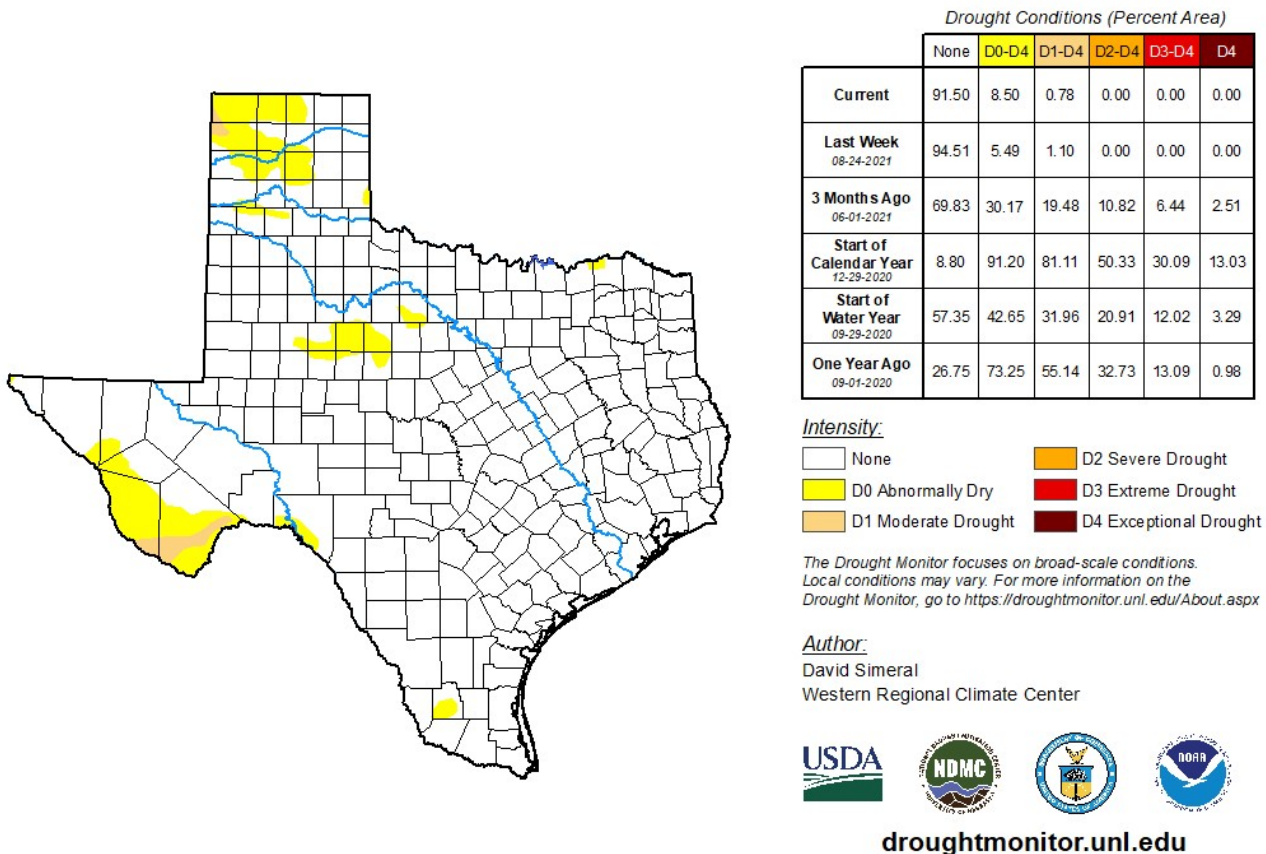 Drought Conditions (Percent Area)
None D0-D4 D1-D4 D2-D4 D3-D4 D4
Current 91.50 8.50 0.78 0.00 0.00 0.00
Last Week
08-24-2021
94.51 5.49 1.10 0.00 0.00 0.00
3 Months Ago
06-01-2021
69.83 30.17 19.48 10.82 6.44 2.51
Start of
Calendar Year
12-29-2020
8.80 91.20 81.11 50.33 30.09 13.03
Start of
Water Year
09-29-2020
57.35 42.65 31.96 20.91 12.02 3.29
One Year Ago
09-01-2020
26.75 73.25 55.14 32.73 13.09 0.98
Intensity:
None
D2 Severe Drought
D0 Abnormally Dry
D3 Extreme Drought
D1 Moderate Drought
D4 Exceptional Drought
The Drought Monitor focuses on broad-scale conditions.
Local conditions may vary. For more information on the
Drought Monitor, go to https://droughtmonitor.unl.edu/About.aspx
Author:
David Simeral
Western Regional Climate Center
USDA
NDMC
NOAA
droughtmonitor.unl.edu